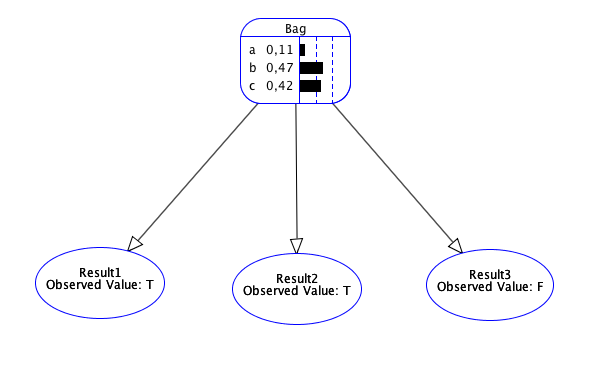 Bag
a 0,11
b 0,47
c 0,42
Result1
Observed Value: T
Result2
Observed Value: T
Result3
Observed Value: F